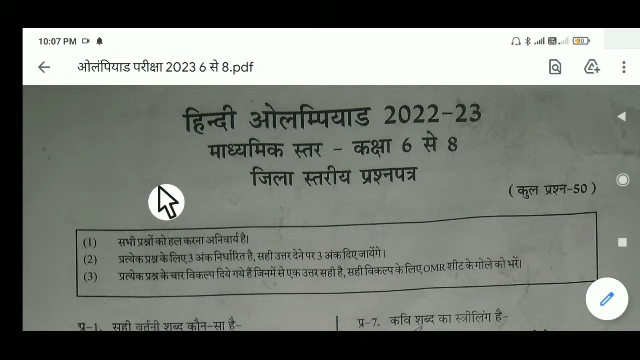 10:07 PM
ओलंपियाड परीक्षा 2023 6 से 8.pdf
हिन्दी ओलम्पियाड 2022-23
माध्यमिक स्तर - कक्षा 6 से 8
जिला स्तरीय प्रश्नपत्र
( कुल प्रश्न-50 )
(1) सभी प्रश्नों को हल करना अनिवार्य है।
(2) प्रत्येक प्रश्न के लिए 3 अंक निर्धारित है, सही उत्तर देने पर 3 अंक दिए जायेंगे।
(3) प्रत्येक प्रश्न के चार विकल्प दिये गये हैं जिनमें से एक उत्तर सही है, सही विकल्प के लिए OMR शीट के गोले को भरें।
प्र-1. सही वर्तनी शब्द कौन-सा है-
प्र-7. कवि शब्द का स्त्रीलिंग है-